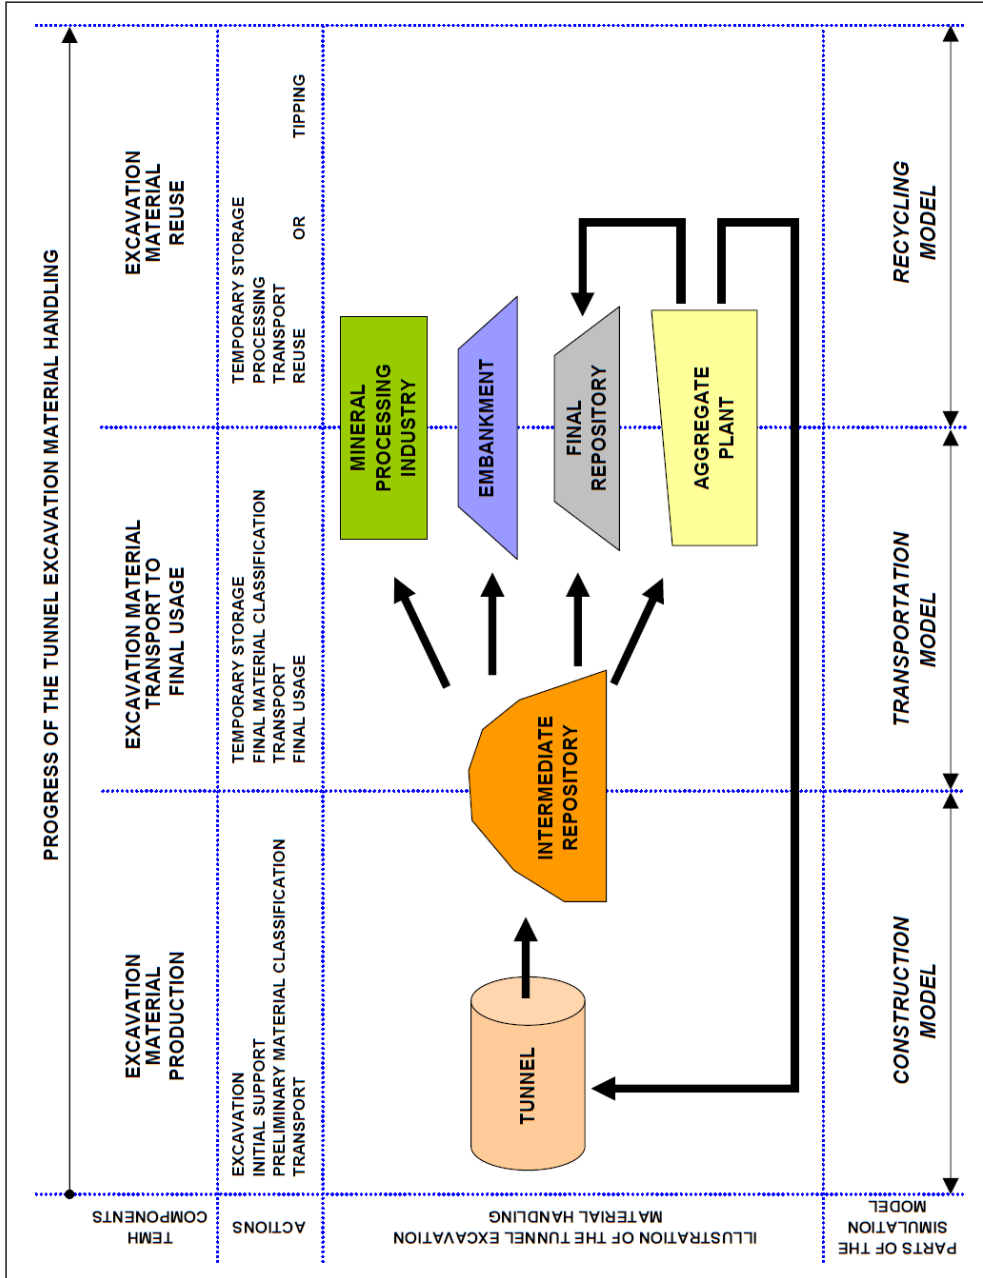 PROGRESS OF THE TUNNEL EXCAVATION MATERIAL HANDLING
TEMH
COMPONENTS
EXCAVATION
MATERIAL
PRODUCTION
EXCAVATION MATERIAL
TRANSPORT TO
FINAL USAGE
EXCAVATION
MATERIAL
REUSE
ACTIONS
EXCAVATION
INITIAL SUPPORT
PRELIMINARY MATERIAL CLASSIFICATION
TRANSPORT
TEMPORARY STORAGE
FINAL MATERIAL CLASSIFICATION
TRANSPORT
FINAL USAGE
TEMPORARY STORAGE
PROCESSING
TRANSPORT
REUSE OR TIPPING
ILLUSTRATION OF THE TUNNEL EXCAVATION
MATERIAL HANDLING
TUNNEL
INTERMEDIATE
REPOSITORY
MINERAL
PROCESSING
INDUSTRY
EMBANKMENT
FINAL
REPOSITORY
AGGREGATE
PLANT
PARTS OF THE
SIMULATION
MODEL
CONSTRUCTION
MODEL
TRANSPORTATION
MODEL
RECYCLING
MODEL